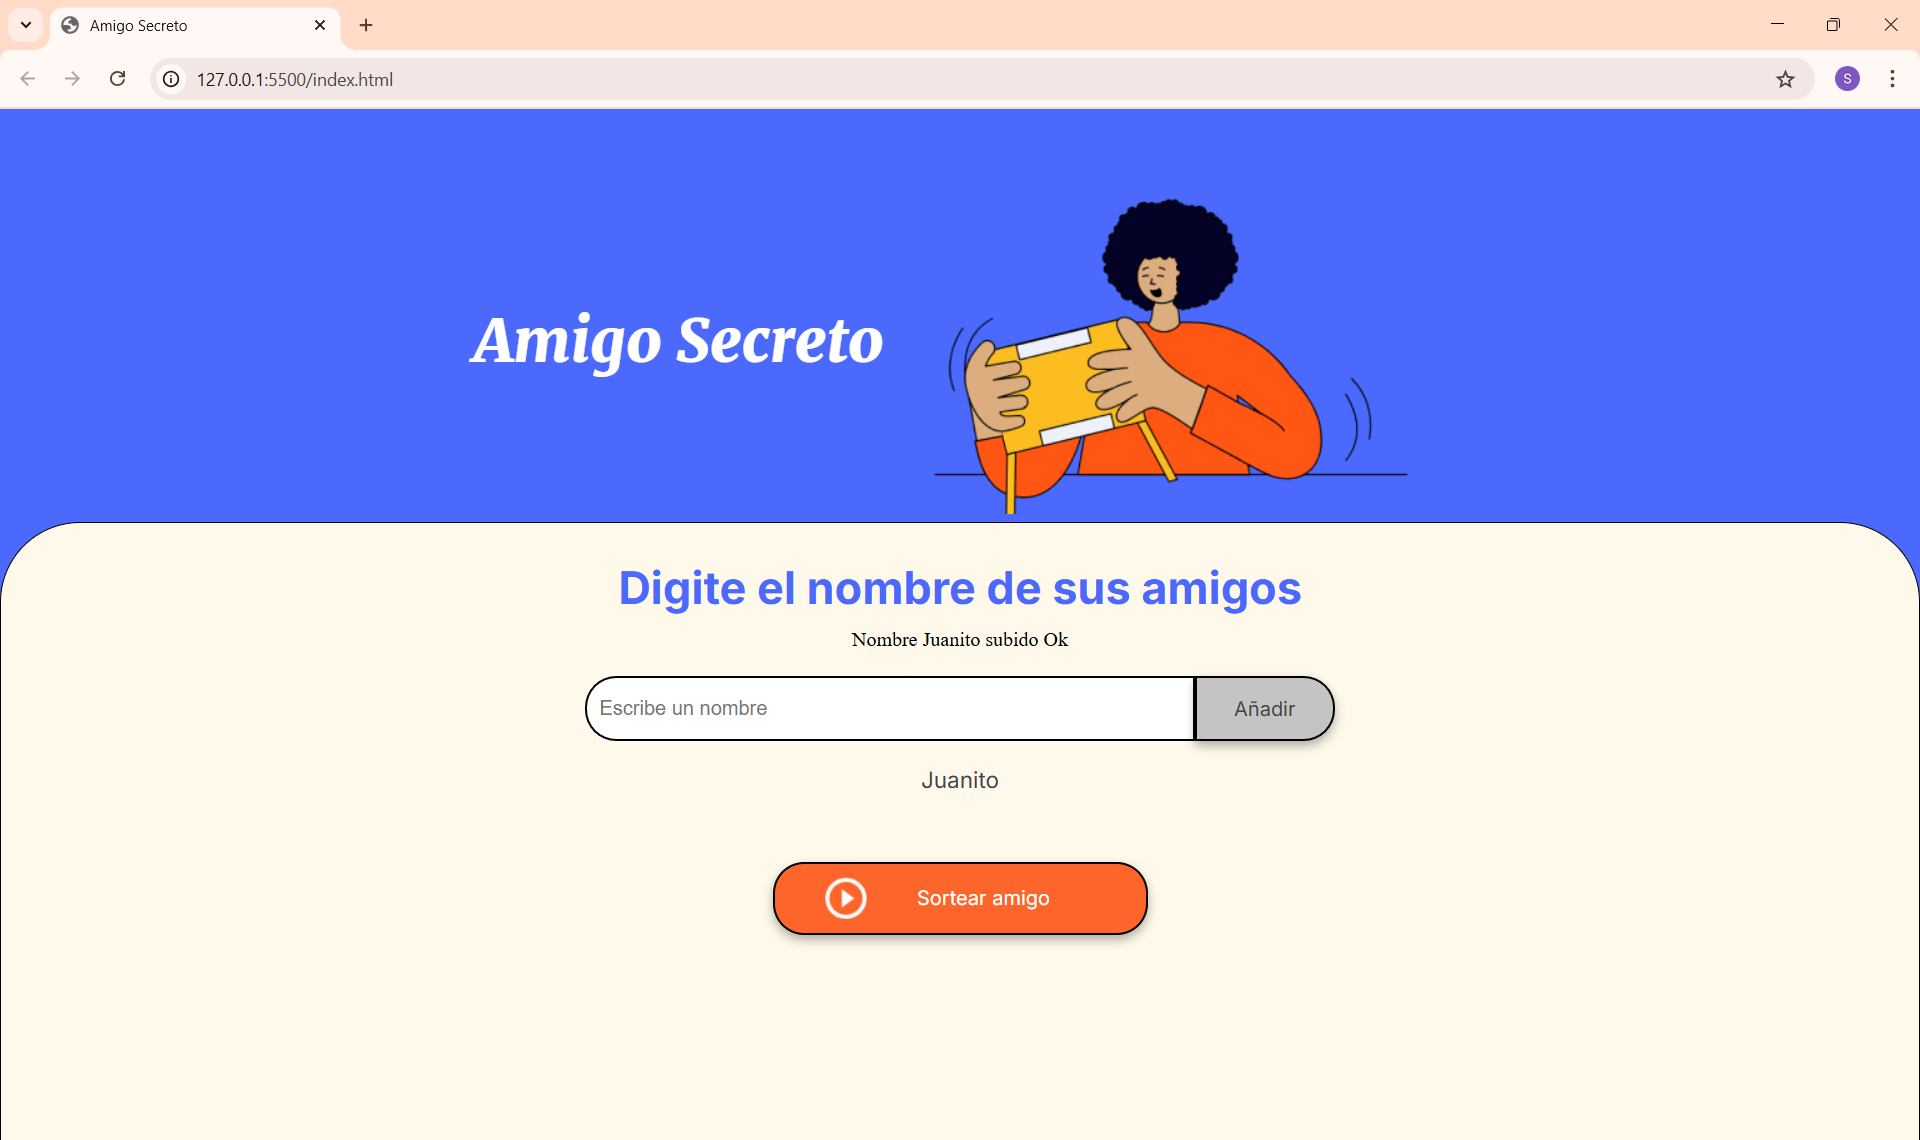 Amigo Secreto
127.0.0.1:5500/index.html
S
Amigo Secreto
Digite el nombre de sus amigos
Nombre Juanito subido Ok
Escribe un nombre
Añadir
Juanito
Sortear amigo